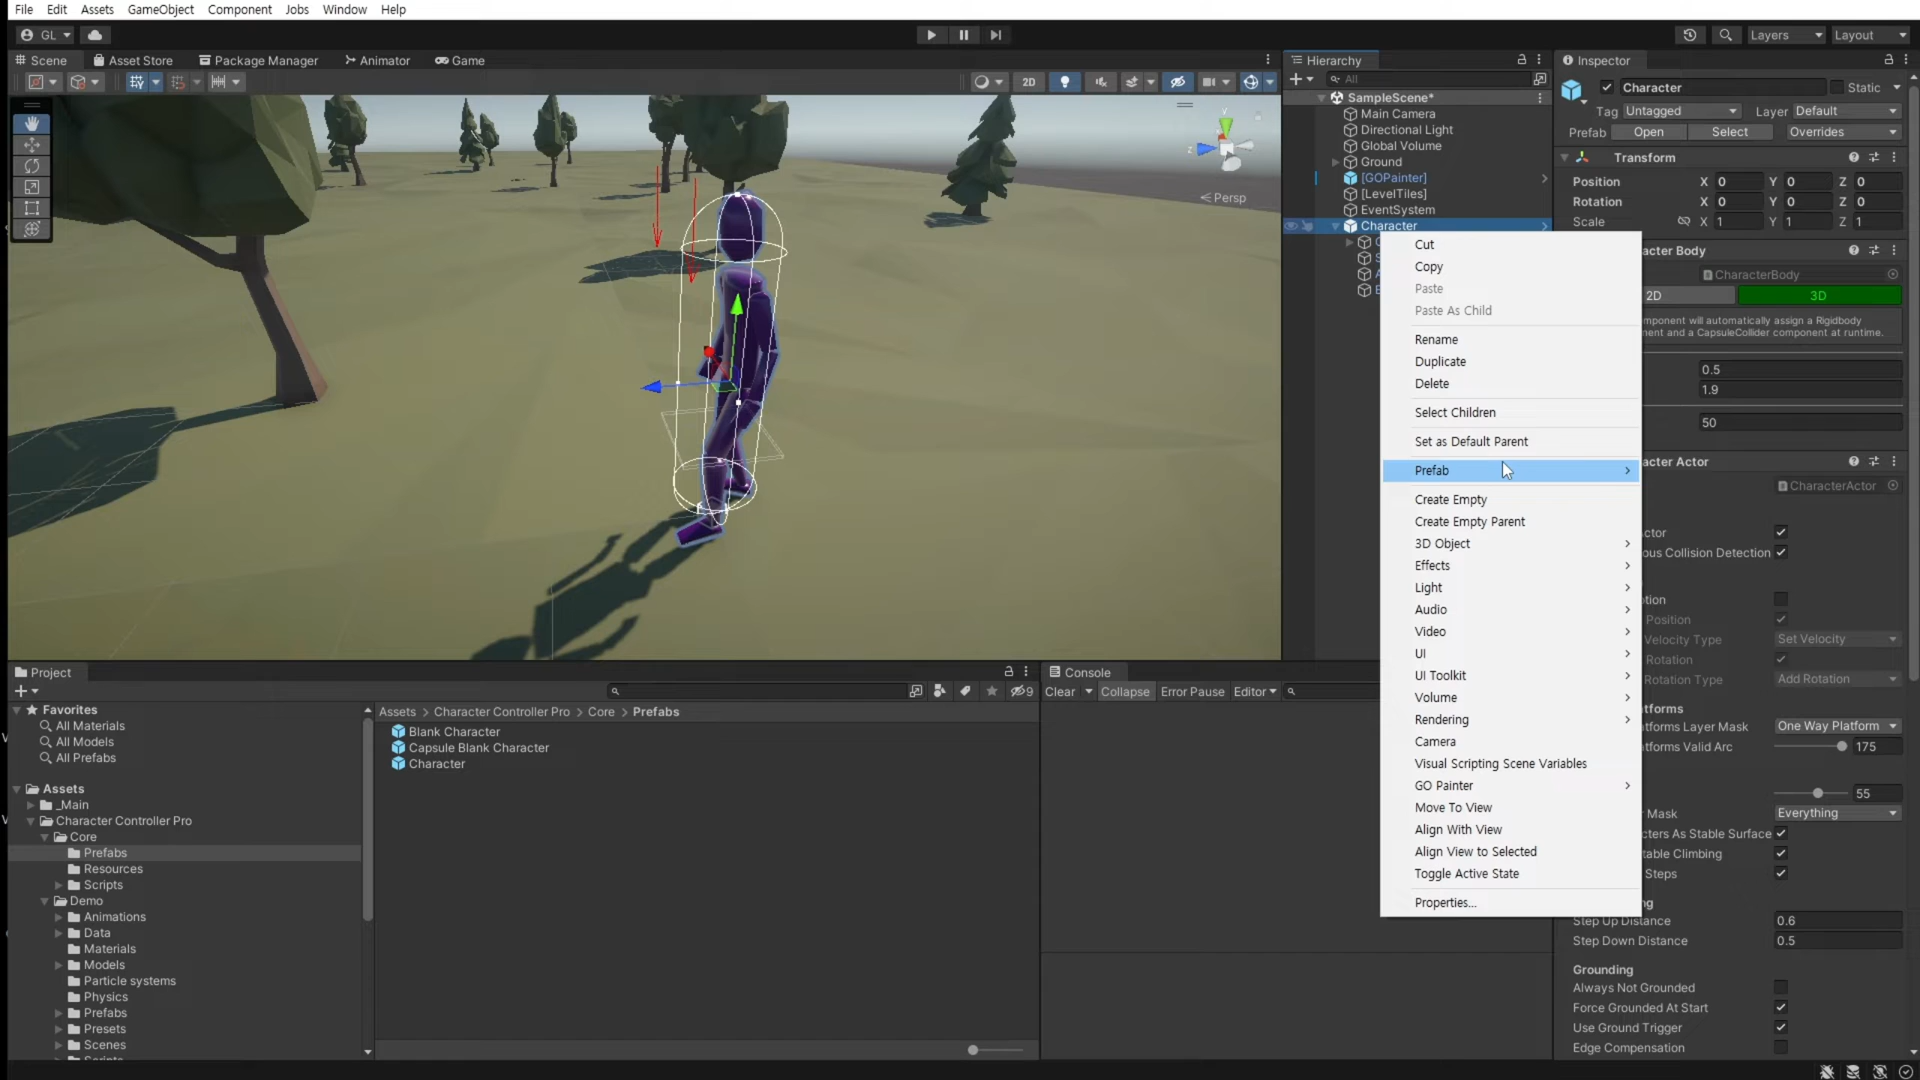 File Edit Assets GameObject Component Jobs Window Help
GL Layers Layout
Scene Asset Store Package Manager Animator Game
2D
y
z
Persp
Hierarchy
All
SampleScene*
Main Camera
Directional Light
Global Volume
Ground
[GOPainter]
[LevelTiles]
EventSystem
Character
Cut
Copy
Paste
Paste As Child
Rename
Duplicate
Delete
Select Children
Set as Default Parent
Prefab
Create Empty
Create Empty Parent
3D Object
Effects
Light
Audio
Video
UI
UI Toolkit
Volume
Rendering
Camera
Visual Scripting Scene Variables
GO Painter
Move To View
Align With View
Align View to Selected
Toggle Active State
Properties...
Inspector
Character Static
Tag Untagged Layer Default
Prefab Open Select Overrides
Transform
Position X 0 Y 0 Z 0
Rotation X 0 Y 0 Z 0
Scale X 1 Y 1 Z 1
acter Body
CharacterBody
2D 3D
mponent will automatically assign a Rigidbody
ment and a CapsuleCollider component at runtime.
0.5
1.9
50
acter Actor
CharacterActor
ctor
ous Collision Detection
otion
Position
Velocity Type Set Velocity
Rotation
Rotation Type Add Rotation
tforms
tforms Layer Mask One Way Platform
tforms Valid Arc 175
55
r Mask Everything
cters As Stable Surface
table Climbing
Steps
ng
Step Up Distance 0.6
Step Down Distance 0.5
Grounding
Always Not Grounded
Force Grounded At Start
Use Ground Trigger
Edge Compensation
Project
9
Favorites
All Materials
All Models
All Prefabs
Assets
_Main
Character Controller Pro
Core
Prefabs
Resources
Scripts
Demo
Animations
Data
Materials
Models
Particle systems
Physics
Prefabs
Presets
Scenes
Scripts
Assets > Character Controller Pro > Core > Prefabs
Blank Character
Capsule Blank Character
Character
Console
Clear Collapse Error Pause Editor